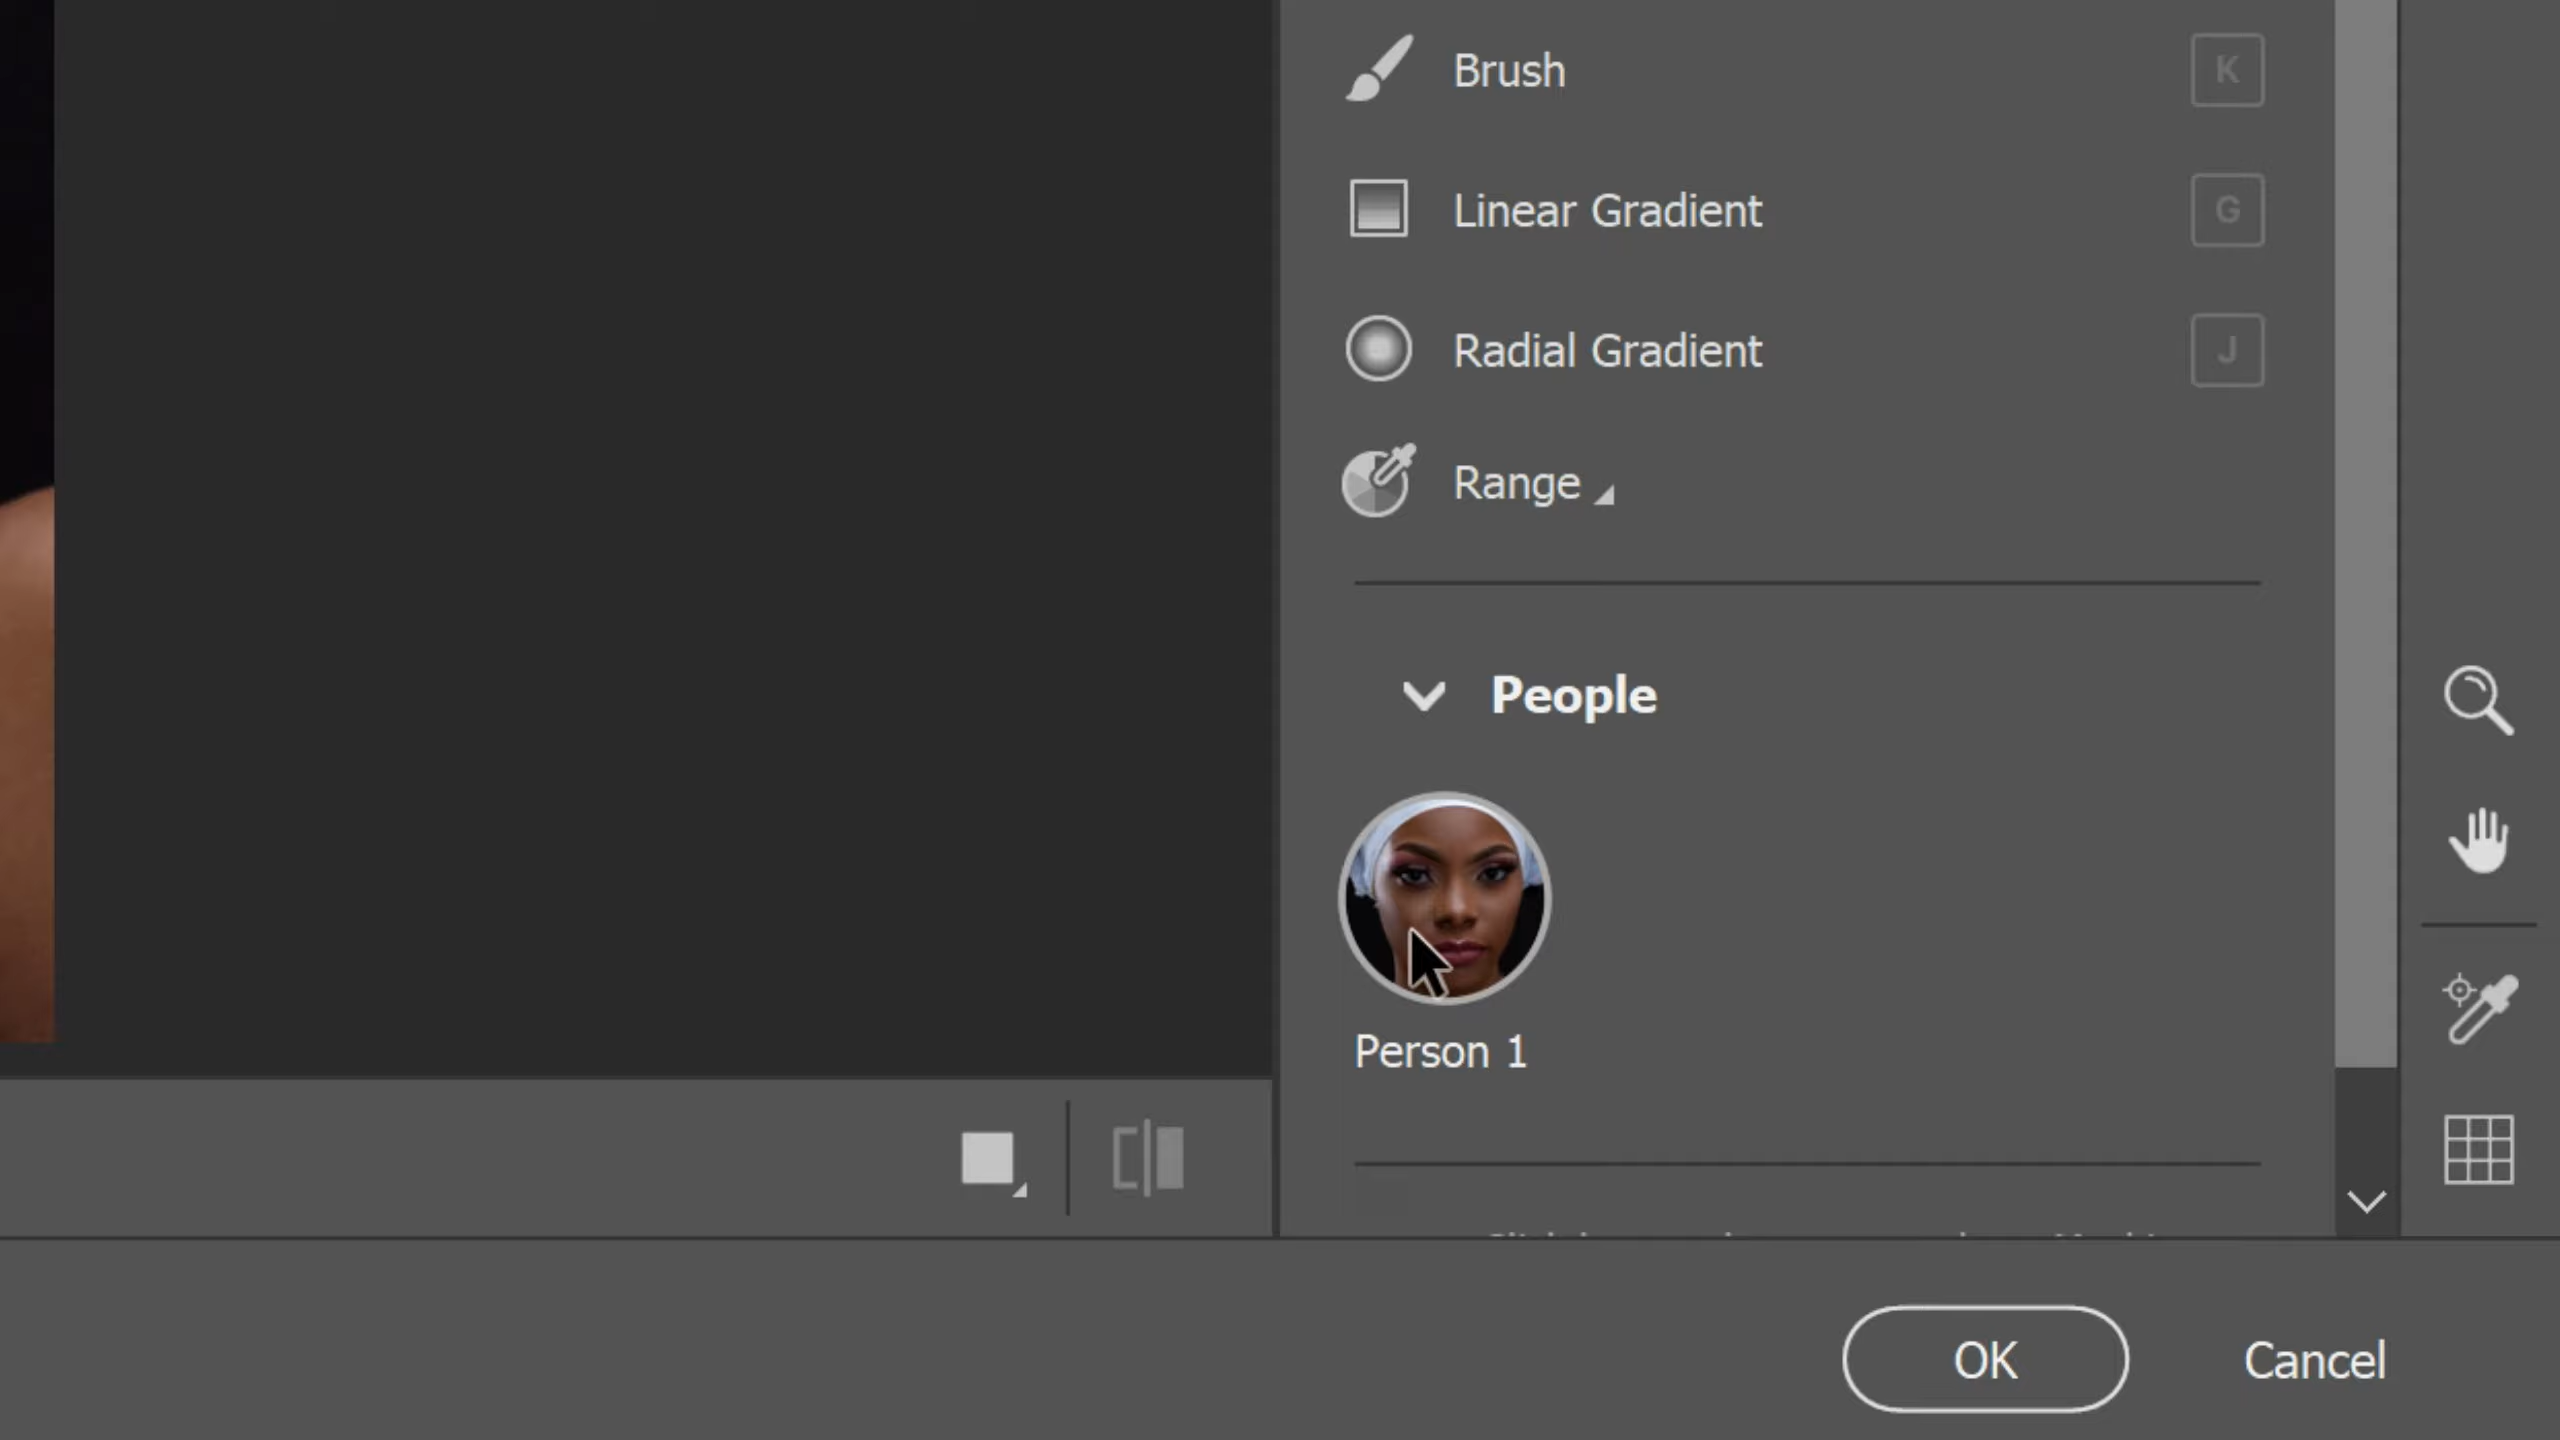 Brush
K
Linear Gradient
G
Radial Gradient
J
Range
People
Person 1
OK
Cancel